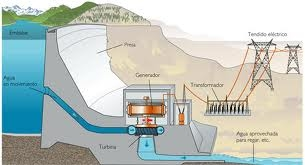 Embalse
Presa
Tendido eléctrico
Generador
Agua
en movimiento
Transformador
Turbina
Agua aprovechada
para regar, etc.